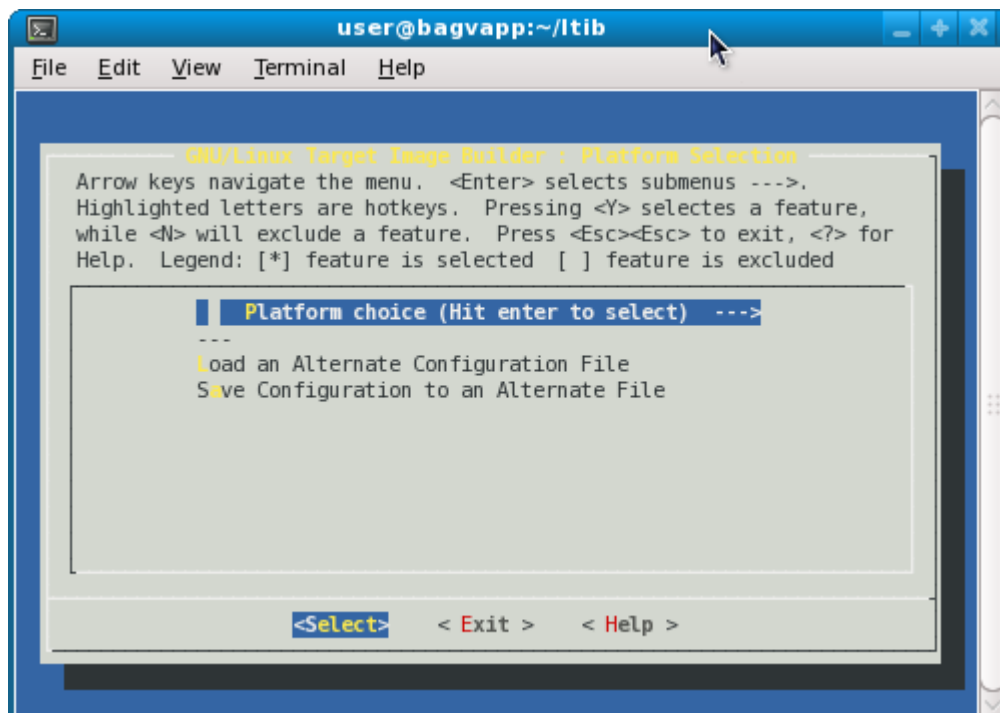 user@bagvapp:~/ltib
File Edit View Terminal Help
GNU/Linux Target Image Builder : Platform Selection
Arrow keys navigate the menu. <Enter> selects submenus --->.
Highlighted letters are hotkeys. Pressing <Y> selectes a feature,
while <N> will exclude a feature. Press <Esc><Esc> to exit, <?> for
Help. Legend: [*] feature is selected [ ] feature is excluded
Platform choice (Hit enter to select) --->
---
Load an Alternate Configuration File
Save Configuration to an Alternate File
<Select> < Exit > < Help >